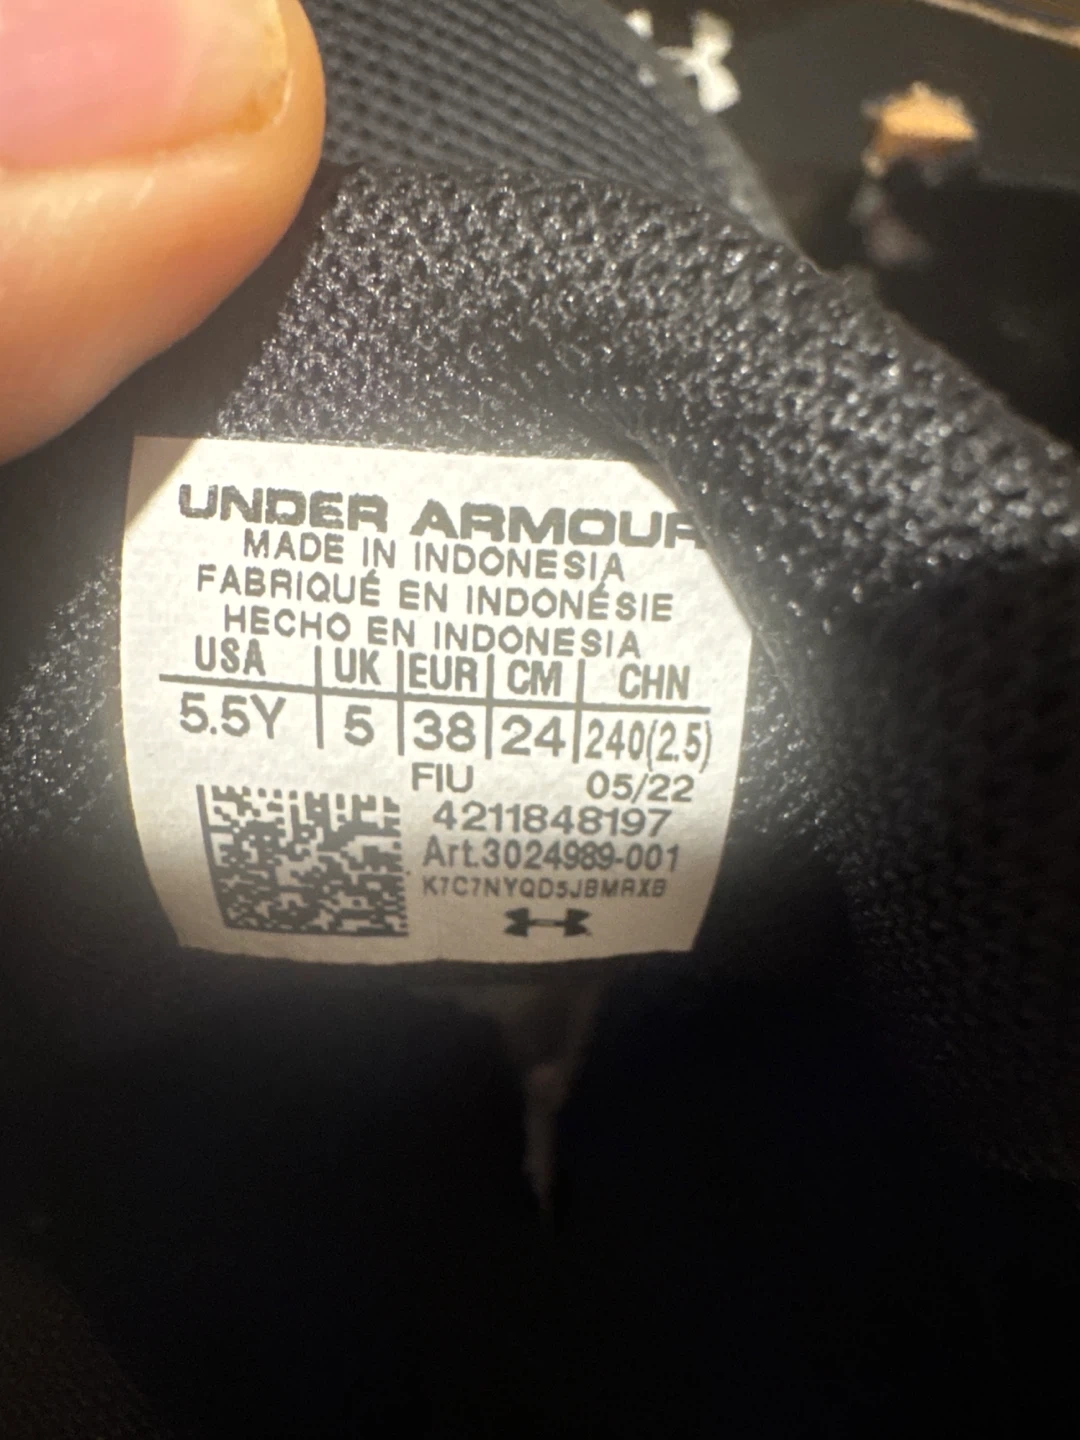 UNDER ARMOUR
MADE IN INDONESIA
FABRIQUÉ EN INDONÉSIE
HECHO EN INDONESIA
USA UK EUR CM CHN
5.5Y 5 38 24 240(2.5)
FIU 05/22
4211848197
Art.3024989-001
K7C7NYQD5JBMRXB